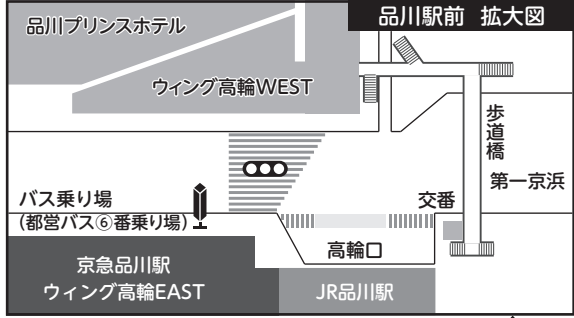 品川駅前 拡大図
品川プリンスホテル
ウィング高輪WEST
歩道橋
第一京浜
バス乗り場
(都営バス⑥番乗り場)
交番
高輪口
京急品川駅
ウィング高輪EAST
JR品川駅